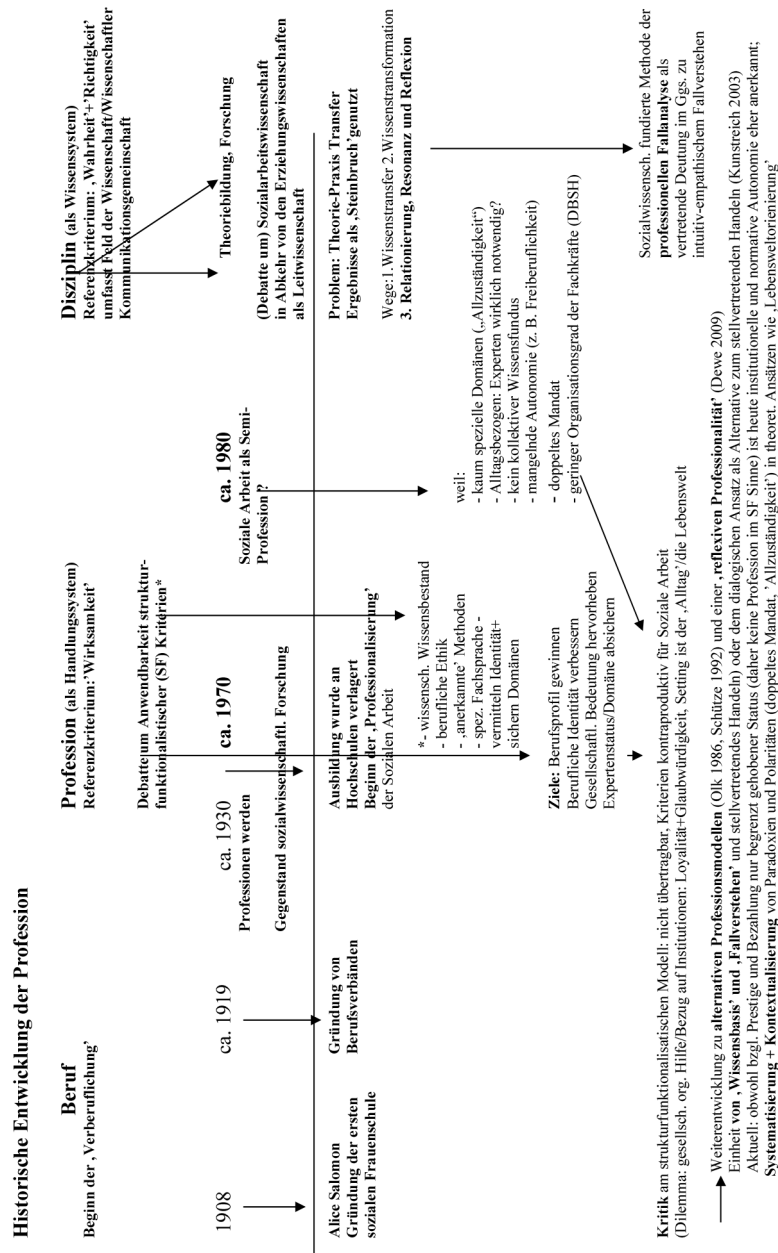 Historische Entwicklung der Profession
Beruf
Beginn der ‚Verberuflichung’
Profession (als Handlungssystem)
Referenzkriterium:’Wirksamkeit’
Disziplin (als Wissenssystem)
Referenzkriterium: ‚Wahrheit’+’Richtigkeit’
umfasst Feld der Wissenschaft/Wissenschaftler
Kommunikationsgemeinschaft
Debatte um Anwendbarkeit struktur-
funktionalistischer (SF) Kriterien*
1908
ca. 1919
ca. 1930
Professionen werden
Gegenstand sozialwissenschaftl. Forschung
ca. 1970
ca. 1980
Soziale Arbeit als Semi-
Profession ?
Theoriebildung, Forschung
(Debatte um) Sozialarbeitswissenschaft
in Abkehr von den Erziehungswissenschaften
als Leitwissenschaft
Alice Salomon
Gründung der ersten
sozialen Frauenschule
Gründung von
Berufsverbänden
Ausbildung wurde an
Hochschulen verlagert
Beginn der ‚Professionalisierung’
der Sozialen Arbeit
Problem: Theorie-Praxis Transfer
Ergebnisse als ‚Steinbruch’genutzt
Wege:1. Wissenstransfer 2. Wissenstransformation
3. Relationierung, Resonanz und Reflexion
*- wissensch. Wissensbestand
- berufliche Ethik
- ‚anerkannte’ Methoden
- spez. Fachsprache -
vermitteln Identität+
sichern Domänen
weil:
- kaum spezielle Domänen („Allzuständigkeit“)
- Alltagsbezogen: Experten wirklich notwendig?
- kein kollektiver Wissensfundus
- mangelnde Autonomie (z. B. Freiberuflichkeit)
- doppeltes Mandat
- geringer Organisationsgrad der Fachkräfte (DBSH)
Ziele: Berufsprofil gewinnen
Berufliche Identität verbessern
Gesellschaftl. Bedeutung hervorheben
Expertenstatus/Domäne absichern
Sozialwissensch. fundierte Methode der
professionellen Fallanalyse als
vertretende Deutung im Ggs. zu
intuitiv-empathischem Fallverstehen
Kritik am strukturfunktionalisatischen Modell: nicht übertragbar, Kriterien kontraproduktiv für Soziale Arbeit
(Dilemma: gesellsch. org. Hilfe/Bezug auf Institutionen: Loyalität+Glaubwürdigkeit, Setting ist der ‚Alltag’/die Lebenswelt
Weiterentwicklung zu alternativen Professionsmodellen (Olk 1986, Schütze 1992) und einer ‚reflexiven Professionalität’ (Dewe 2009)
Einheit von ‚Wissensbasis’ und ‚Fallverstehen’ und stellvertretendes Handeln) oder dem dialogischen Ansatz als Alternative zum stellvertretenden Handeln (Kunstreich 2003)
Aktuell: obwohl bzgl. Prestige und Bezahlung nur begrenzt gehobener Status (daher keine Profession im SF Sinne) ist heute institutionelle und normative Autonomie eher anerkannt;
Systematisierung + Kontextualisierung von Paradoxien und Polaritäten (doppeltes Mandat, ’Allzuständigkeit’) in theoret. Ansätzen wie ‚Lebensweltorienierung’